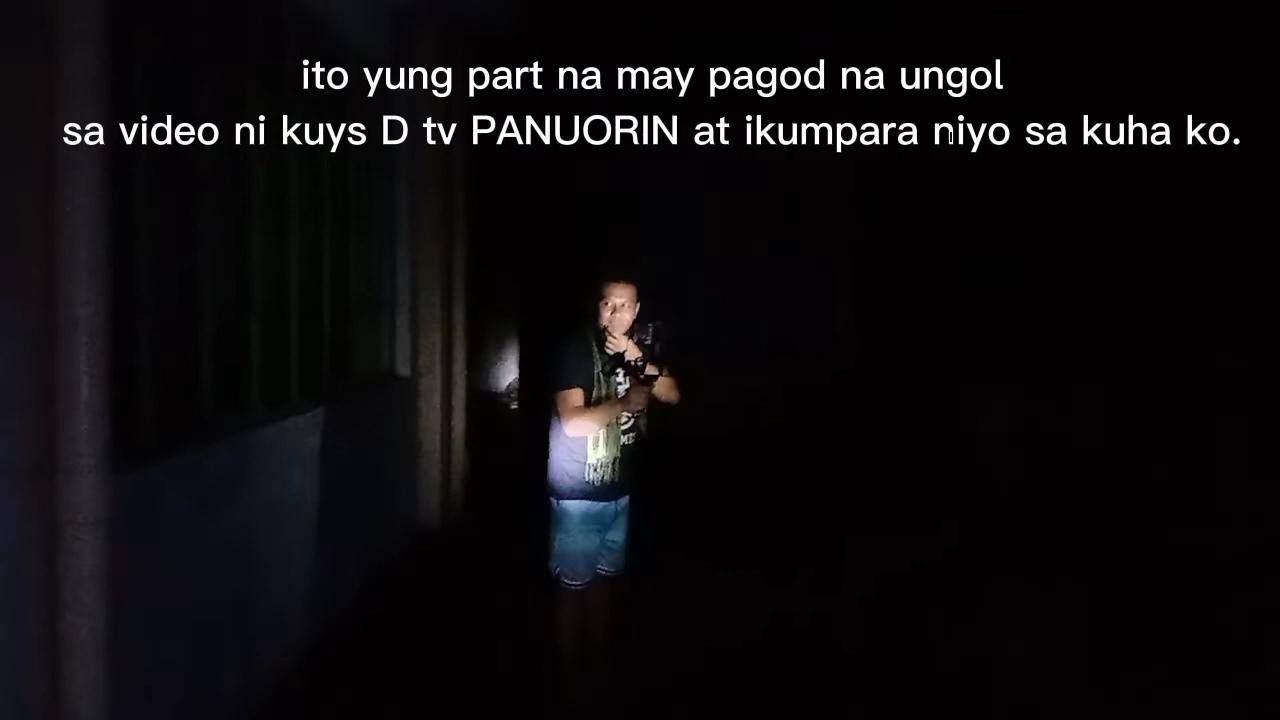 ito yung part na may pagod na ungol
sa video ni kuys D tv PANUORIN at ikumpara niyo sa kuha ko.